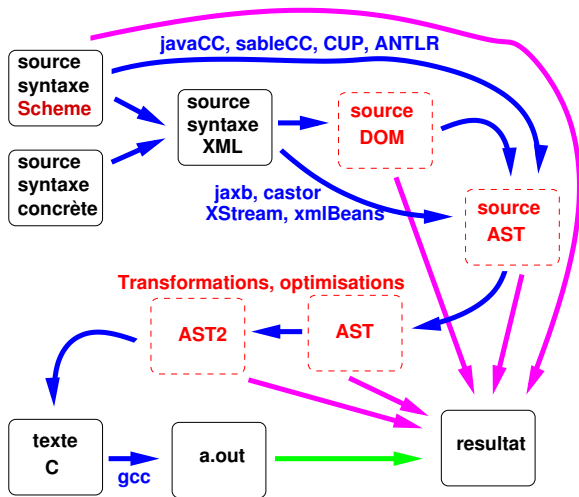 javaCC, sableCC, CUP, ANTLR
source
syntaxe
Scheme
source
syntaxe
XML
source
DOM
source
syntaxe
concrète
jaxb, castor
XStream, xmlBeans
source
AST
Transformations, optimisations
AST2
AST
texte
C
gcc
a.out
resultat